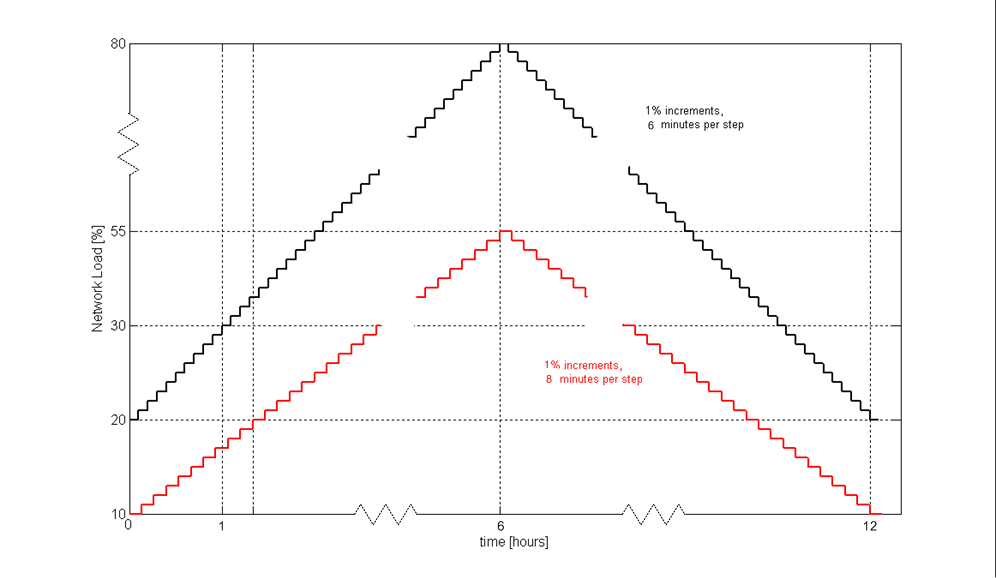 80
1% increments,
6 minutes per step
55
Network Load [%]
30
1% increments,
8 minutes per step
20
10
0 1 6 12
time [hours]